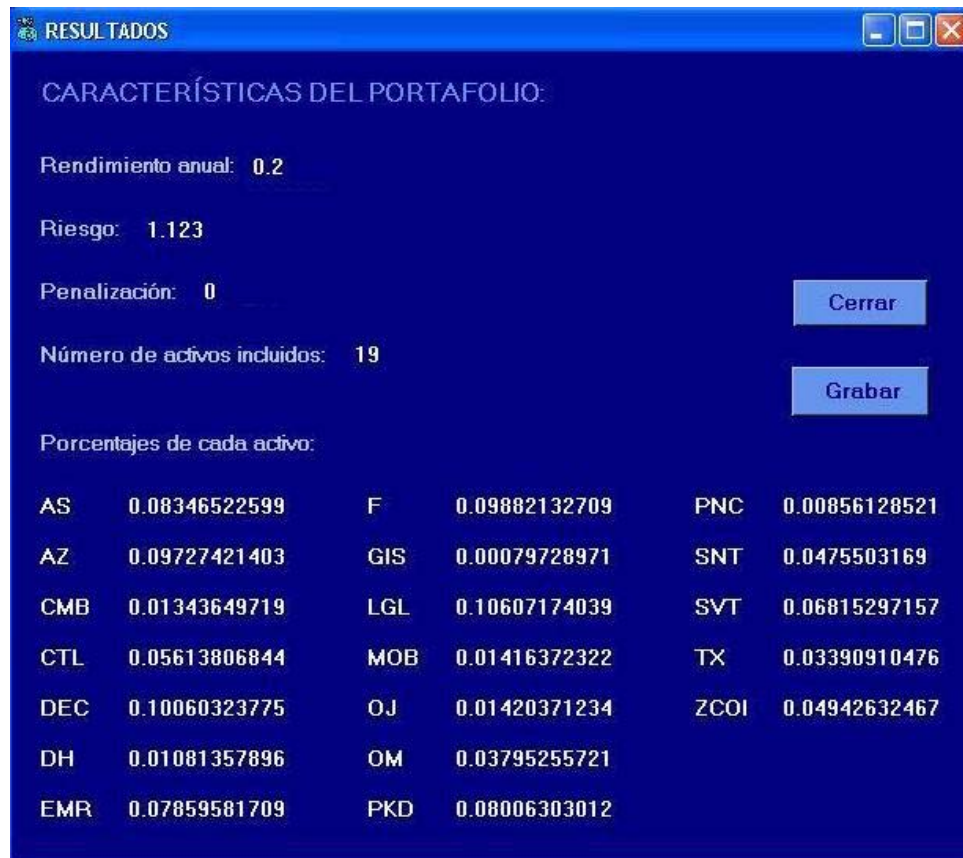 RESULTADOS
CARACTERÍSTICAS DEL PORTAFOLIO:
Rendimiento anual: 0.2
Riesgo: 1.123
Penalización: 0
Cerrar
Número de activos incluidos: 19
Grabar
Porcentajes de cada activo:
AS 0.08346522599 F 0.09882132709 PNC 0.00856128521
AZ 0.09727421403 GIS 0.00079728971 SNT 0.0475503169
CMB 0.01343649719 LGL 0.10607174039 SVT 0.06815297157
CTL 0.05613806844 MOB 0.01416372322 TX 0.03390910476
DEC 0.10060323775 OJ 0.01420371234 ZCOI 0.04942632467
DH 0.01081357896 OM 0.03795255721
EMR 0.07859581709 PKD 0.08006303012